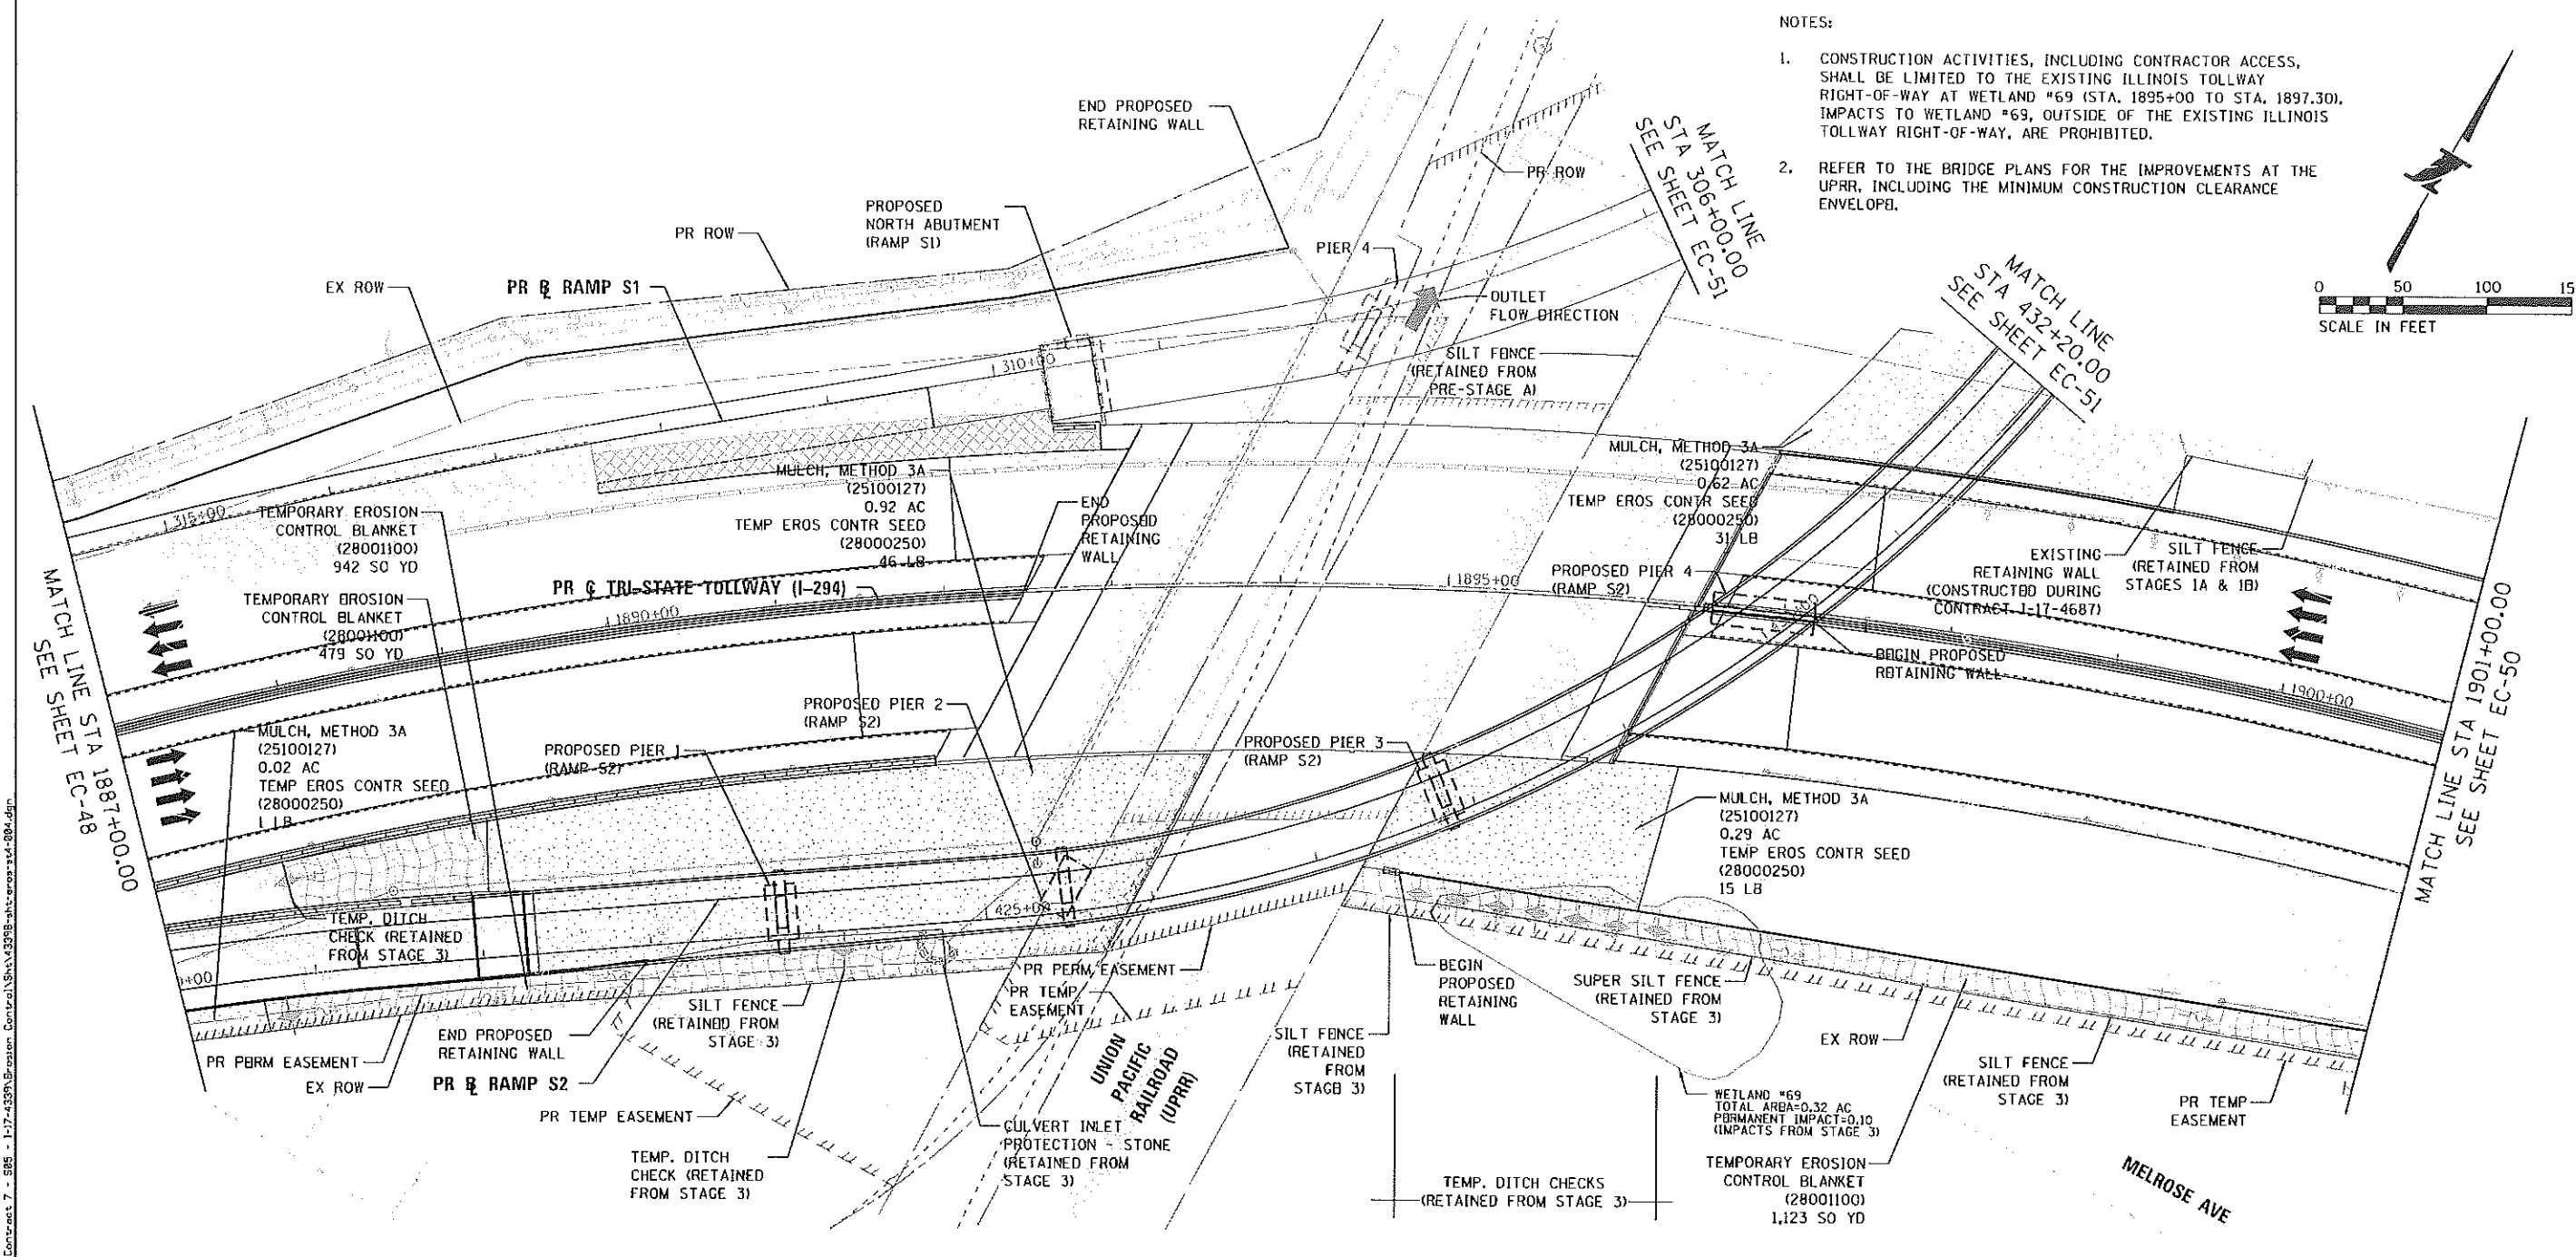 NOTES:
1. CONSTRUCTION ACTIVITIES, INCLUDING CONTRACTOR ACCESS,
SHALL BE LIMITED TO THE EXISTING ILLINOIS TOLLWAY
RIGHT-OF-WAY AT WETLAND #69 (STA. 1895+00 TO STA. 1897.30).
IMPACTS TO WETLAND #69, OUTSIDE OF THE EXISTING ILLINOIS
TOLLWAY RIGHT-OF-WAY, ARE PROHIBITED.
2. REFER TO THE BRIDGE PLANS FOR THE IMPROVEMENTS AT THE
UPRR, INCLUDING THE MINIMUM CONSTRUCTION CLEARANCE
ENVELOPE.
0 50 100 15
SCALE IN FEET
END PROPOSED
RETAINING WALL
PR ROW
MATCH LINE
STA 306+00.00
SEE SHEET EC-51
PROPOSED
NORTH ABUTMENT
(RAMP S1)
PR ROW
PIER 4
EX ROW
PR B RAMP S1
OUTLET
FLOW DIRECTION
MATCH LINE
STA 432+20.00
SEE SHEET EC-51
SILT FENCE
(RETAINED FROM
PRE-STAGE A)
310+00
315+00
MULCH, METHOD 3A
(25100127)
0.92 AC
TEMP EROS CONTR SEED
(28000250)
46 LB
MULCH, METHOD 3A
(25100127)
0.62 AC
TEMP EROS CONTR SEED
(28000250)
31 LB
TEMPORARY EROSION
CONTROL BLANKET
(28001100)
942 SQ YD
END
PROPOSED
RETAINING
WALL
EXISTING
RETAINING WALL
(CONSTRUCTED DURING
CONTRACT I-17-4687)
SILT FENCE
(RETAINED FROM
STAGES 1A & 1B)
TEMPORARY EROSION
CONTROL BLANKET
(28001100)
479 SQ YD
PR ℄ TRI-STATE TOLLWAY (I-294)
1890+00
1895+00
1900+00
PROPOSED PIER 4
(RAMP S2)
BEGIN PROPOSED
RETAINING WALL
MATCH LINE STA 1887+00.00
SEE SHEET EC-48
MATCH LINE STA 1901+00.00
SEE SHEET EC-50
MULCH, METHOD 3A
(25100127)
0.02 AC
TEMP EROS CONTR SEED
(28000250)
1 LB
PROPOSED PIER 1
(RAMP S2)
PROPOSED PIER 2
(RAMP S2)
PROPOSED PIER 3
(RAMP S2)
MULCH, METHOD 3A
(25100127)
0.29 AC
TEMP EROS CONTR SEED
(28000250)
15 LB
TEMP. DITCH
CHECK (RETAINED
FROM STAGE 3)
425+00
0+00
PR PERM EASEMENT
PR TEMP
EASEMENT
SILT FENCE
(RETAINED FROM
STAGE 3)
END PROPOSED
RETAINING WALL
PR PERM EASEMENT
EX ROW
PR B RAMP S2
PR TEMP EASEMENT
TEMP. DITCH
CHECK (RETAINED
FROM STAGE 3)
CULVERT INLET
PROTECTION - STONE
(RETAINED FROM
STAGE 3)
UNION
PACIFIC
RAILROAD
(UPRR)
SILT FENCE
(RETAINED
FROM
STAGE 3)
BEGIN
PROPOSED
RETAINING
WALL
SUPER SILT FENCE
(RETAINED FROM
STAGE 3)
EX ROW
SILT FENCE
(RETAINED FROM
STAGE 3)
PR TEMP
EASEMENT
WETLAND #69
TOTAL AREA=0.32 AC
PERMANENT IMPACT=0.10
(IMPACTS FROM STAGE 3)
TEMP. DITCH CHECKS
(RETAINED FROM STAGE 3)
TEMPORARY EROSION
CONTROL BLANKET
(28001100)
1,123 SQ YD
MELROSE AVE